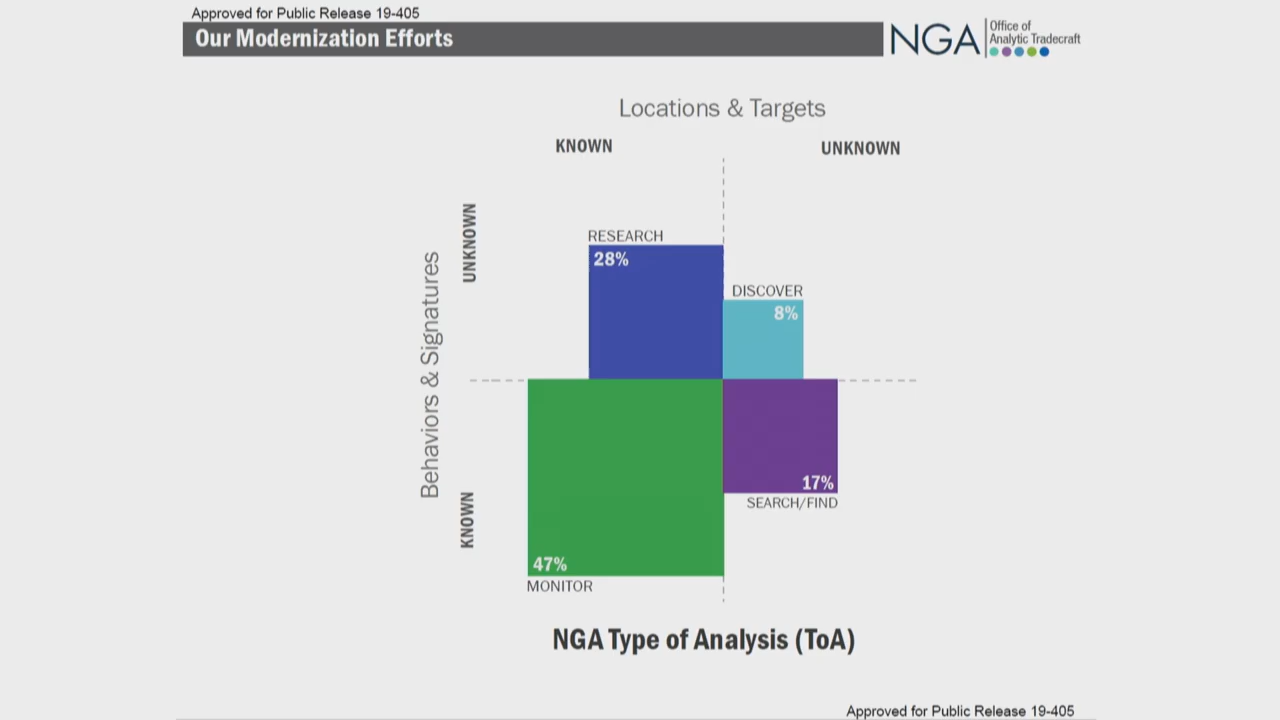 Approved for Public Release 19-405
Our Modernization Efforts
NGA
Office of
Analytic Tradecraft
Locations & Targets
KNOWN
UNKNOWN
Behaviors & Signatures
UNKNOWN
KNOWN
RESEARCH
28%
DISCOVER
8%
17%
SEARCH/FIND
47%
MONITOR
NGA Type of Analysis (ToA)
Approved for Public Release 19-405